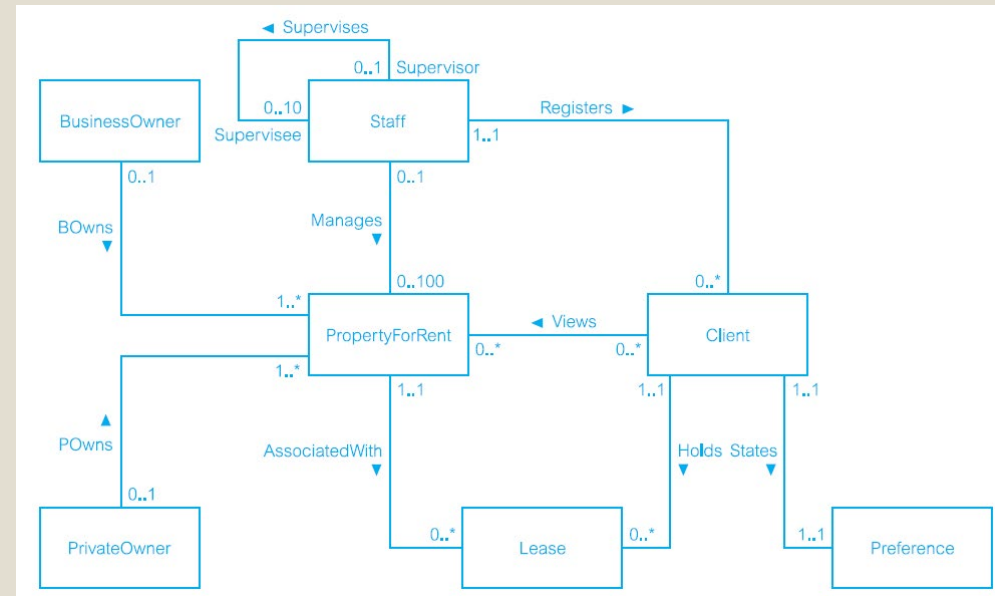 ◄ Supervises
0..1 Supervisor
BusinessOwner
0..10
Supervisee
Staff
Registers ►
1..1
0..1
0..1
BOwns
▼
Manages
▼
0..100
0..*
1..*
PropertyForRent
◄ Views
Client
0..*
0..*
1..*
1..1
1..1
1..1
▲
POwns
AssociatedWith
▼
Holds States
▼ ▼
0..1
PrivateOwner
0..*
Lease
0..*
1..1
Preference